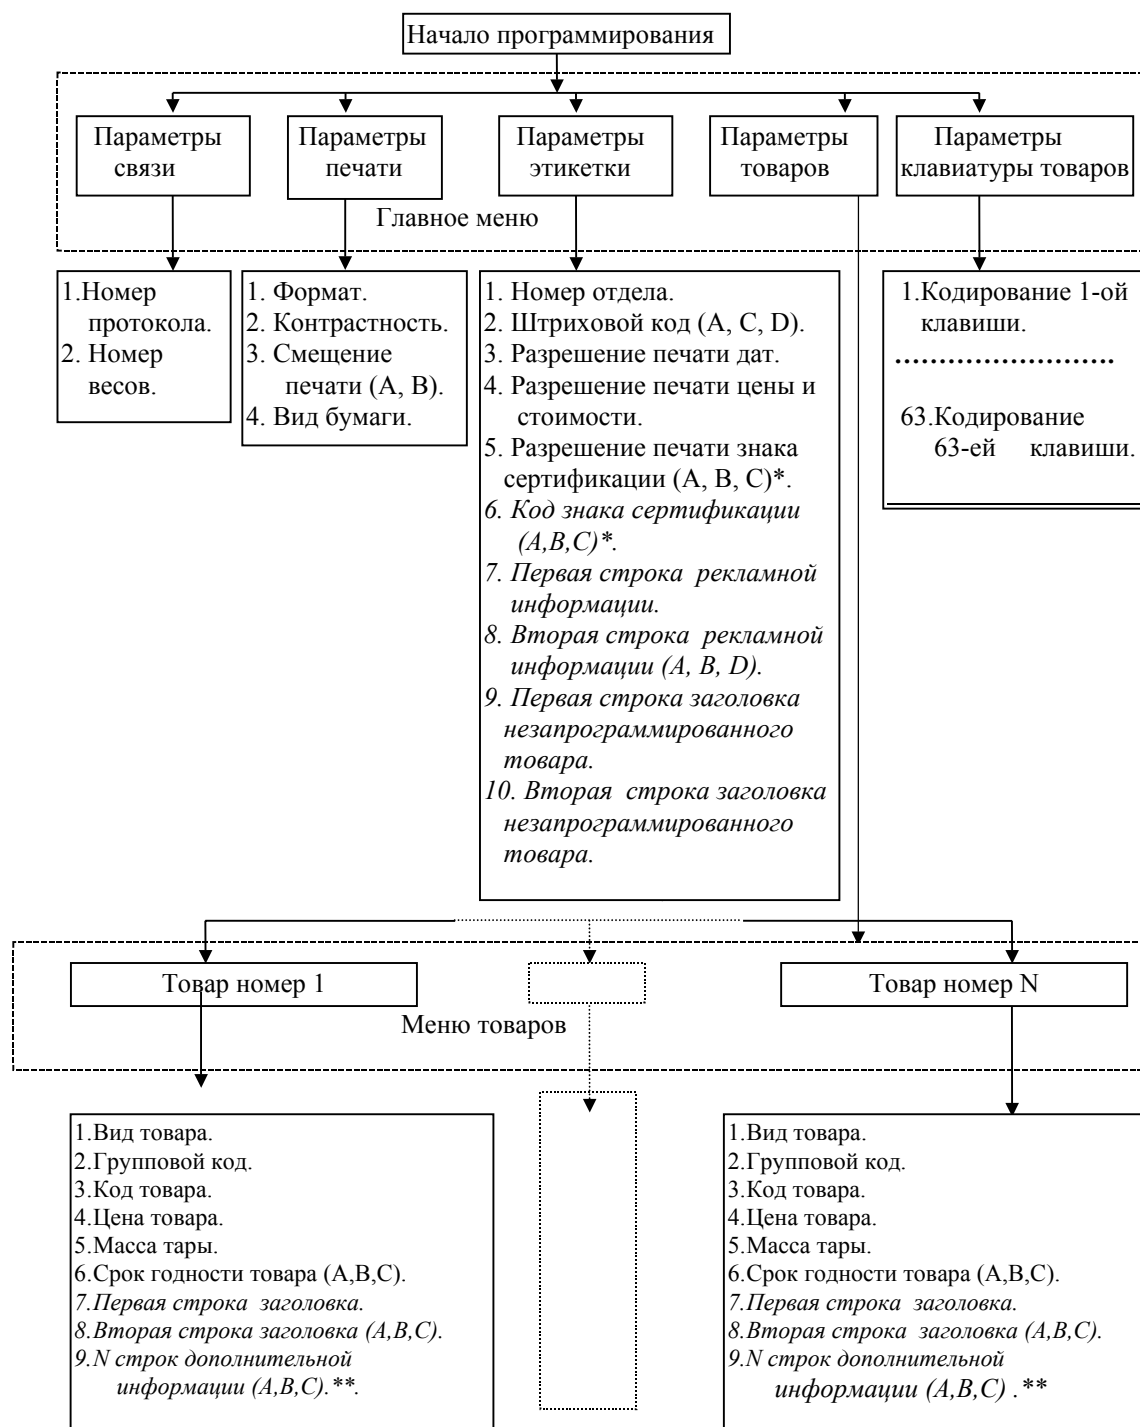 Начало программирования
Параметры
связи
Параметры
печати
Параметры
этикетки
Параметры
товаров
Параметры
клавиатуры товаров
Главное меню
1.Номер
протокола.
2. Номер
весов.
1. Формат.
2. Контрастность.
3. Смещение
печати (А, В).
4. Вид бумаги.
1. Номер отдела.
2. Штриховой код (A, C, D).
3. Разрешение печати дат.
4. Разрешение печати цены и
стоимости.
5. Разрешение печати знака
сертификации (A, B, C)*.
6. Код знака сертификации
(A,B,C)*.
7. Первая строка рекламной
информации.
8. Вторая строка рекламной
информации (A, B, D).
9. Первая строка заголовка
незапрограммированного
товара.
10. Вторая строка заголовка
незапрограммированного
товара.
1.Кодирование 1-ой
клавиши.
............................
63.Кодирование
63-ей клавиши.
Товар номер 1
Товар номер N
Меню товаров
1.Вид товара.
2.Групповой код.
3.Код товара.
4.Цена товара.
5.Масса тары.
6.Срок годности товара (A,B,C).
7.Первая строка заголовка.
8.Вторая строка заголовка (A,B,C).
9.N строк дополнительной
информации (A,B,C).**.
1.Вид товара.
2.Групповой код.
3.Код товара.
4.Цена товара.
5.Масса тары.
6.Срок годности товара (A,B,C).
7.Первая строка заголовка.
8.Вторая строка заголовка (A,B,C).
9.N строк дополнительной
информации (A,B,C) .**